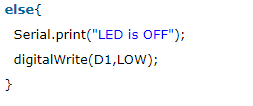 else{
Serial.print("LED is OFF");
digitalWrite(D1,LOW);
}